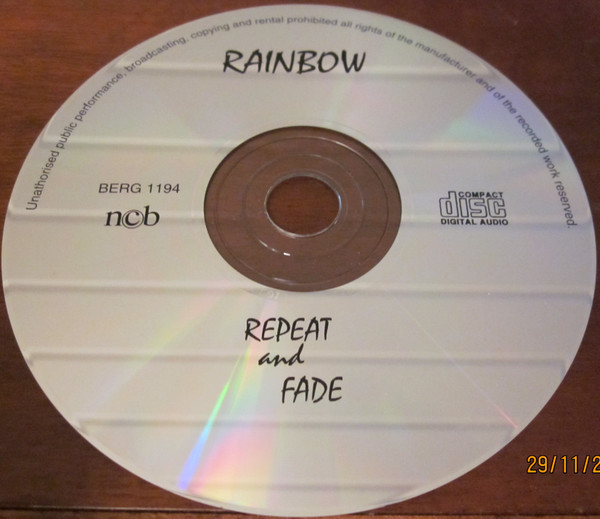 Unathorised public performance, broadcasting, copying and rental prohibited all rights of the manufacturer and of the recorded work reserved.
RAINBOW
BERG 1194
ncb
COMPACT
disc
DIGITAL AUDIO
REPEAT
and
FADE
29/11/2